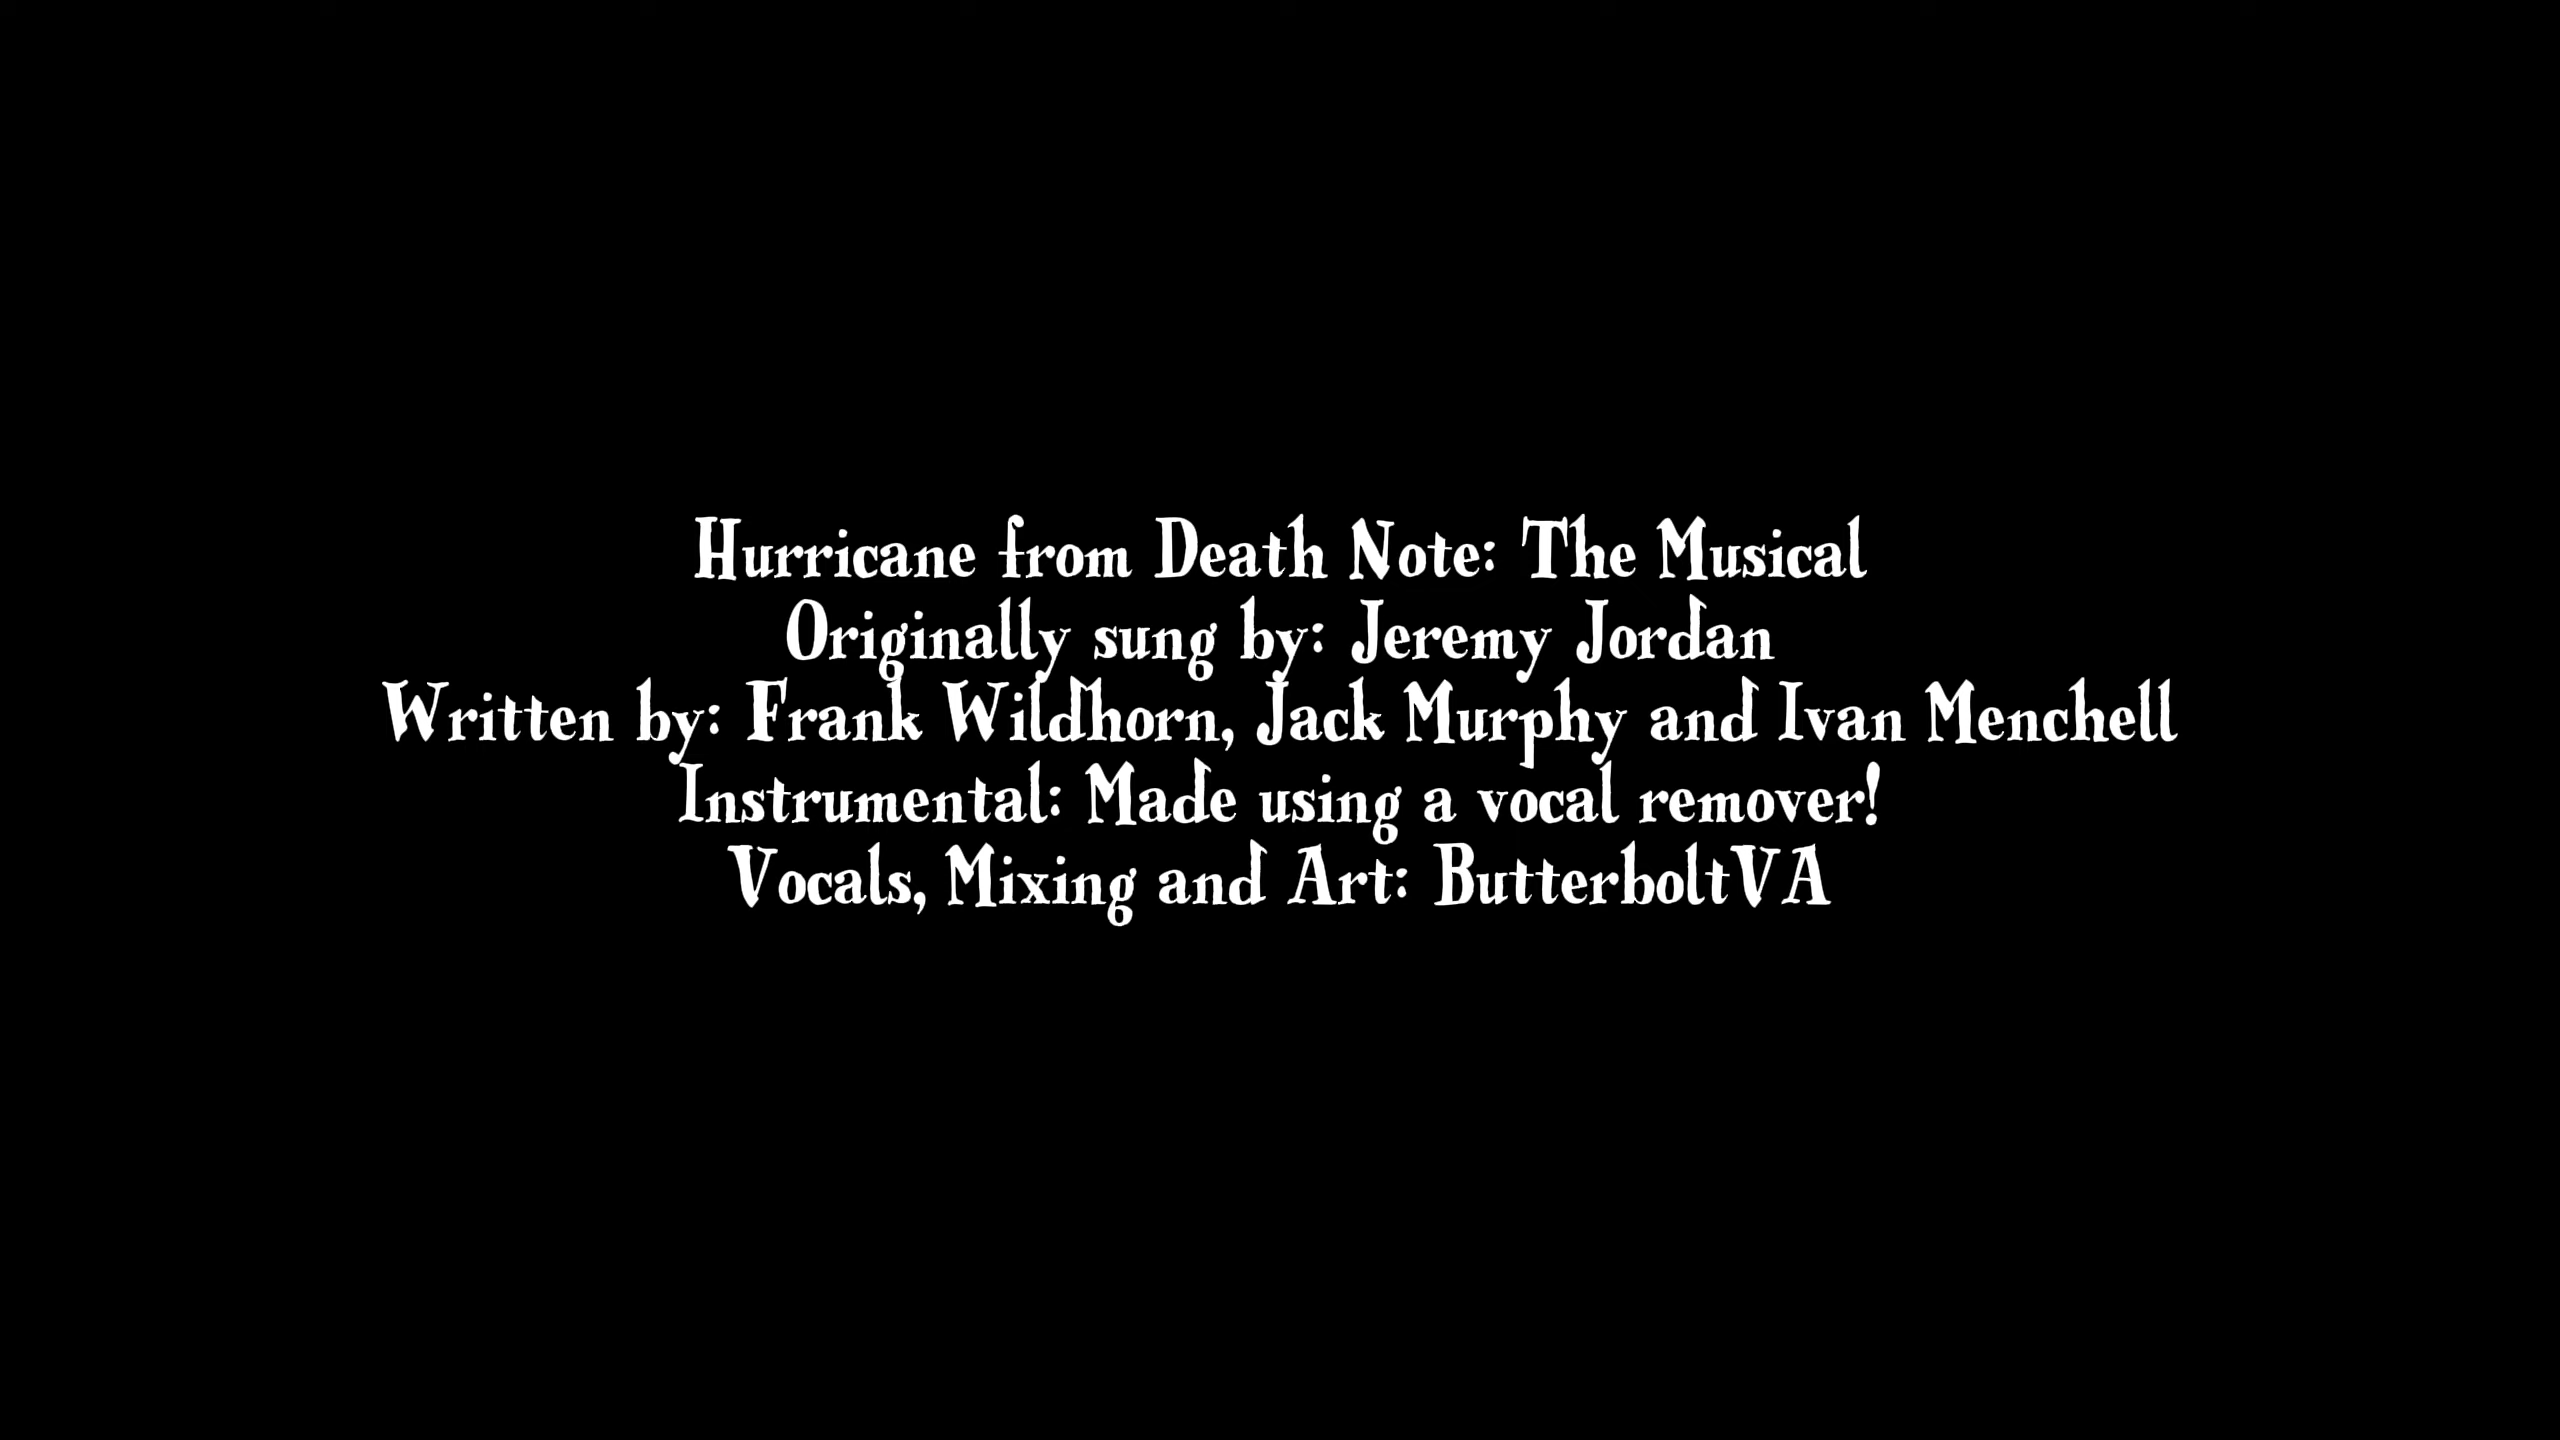 Hurricane from Death Note: The Musical
Originally sung by: Jeremy Jordan
Written by: Frank Wildhorn, Jack Murphy and Ivan Menchell
Instrumental: Made using a vocal remover!
Vocals, Mixing and Art: ButterboltVA